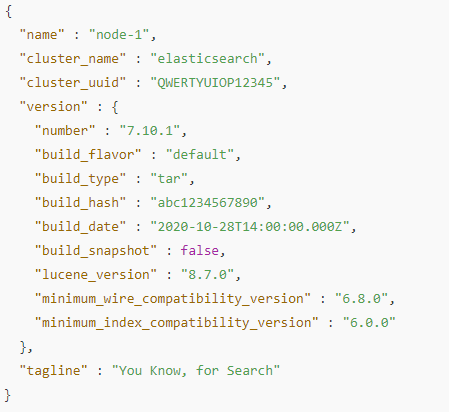 {
  "name" : "node-1",
  "cluster_name" : "elasticsearch",
  "cluster_uuid" : "QWERTYUIOP12345",
  "version" : {
    "number" : "7.10.1",
    "build_flavor" : "default",
    "build_type" : "tar",
    "build_hash" : "abc1234567890",
    "build_date" : "2020-10-28T14:00:00.000Z",
    "build_snapshot" : false,
    "lucene_version" : "8.7.0",
    "minimum_wire_compatibility_version" : "6.8.0",
    "minimum_index_compatibility_version" : "6.0.0"
  },
  "tagline" : "You Know, for Search"
}